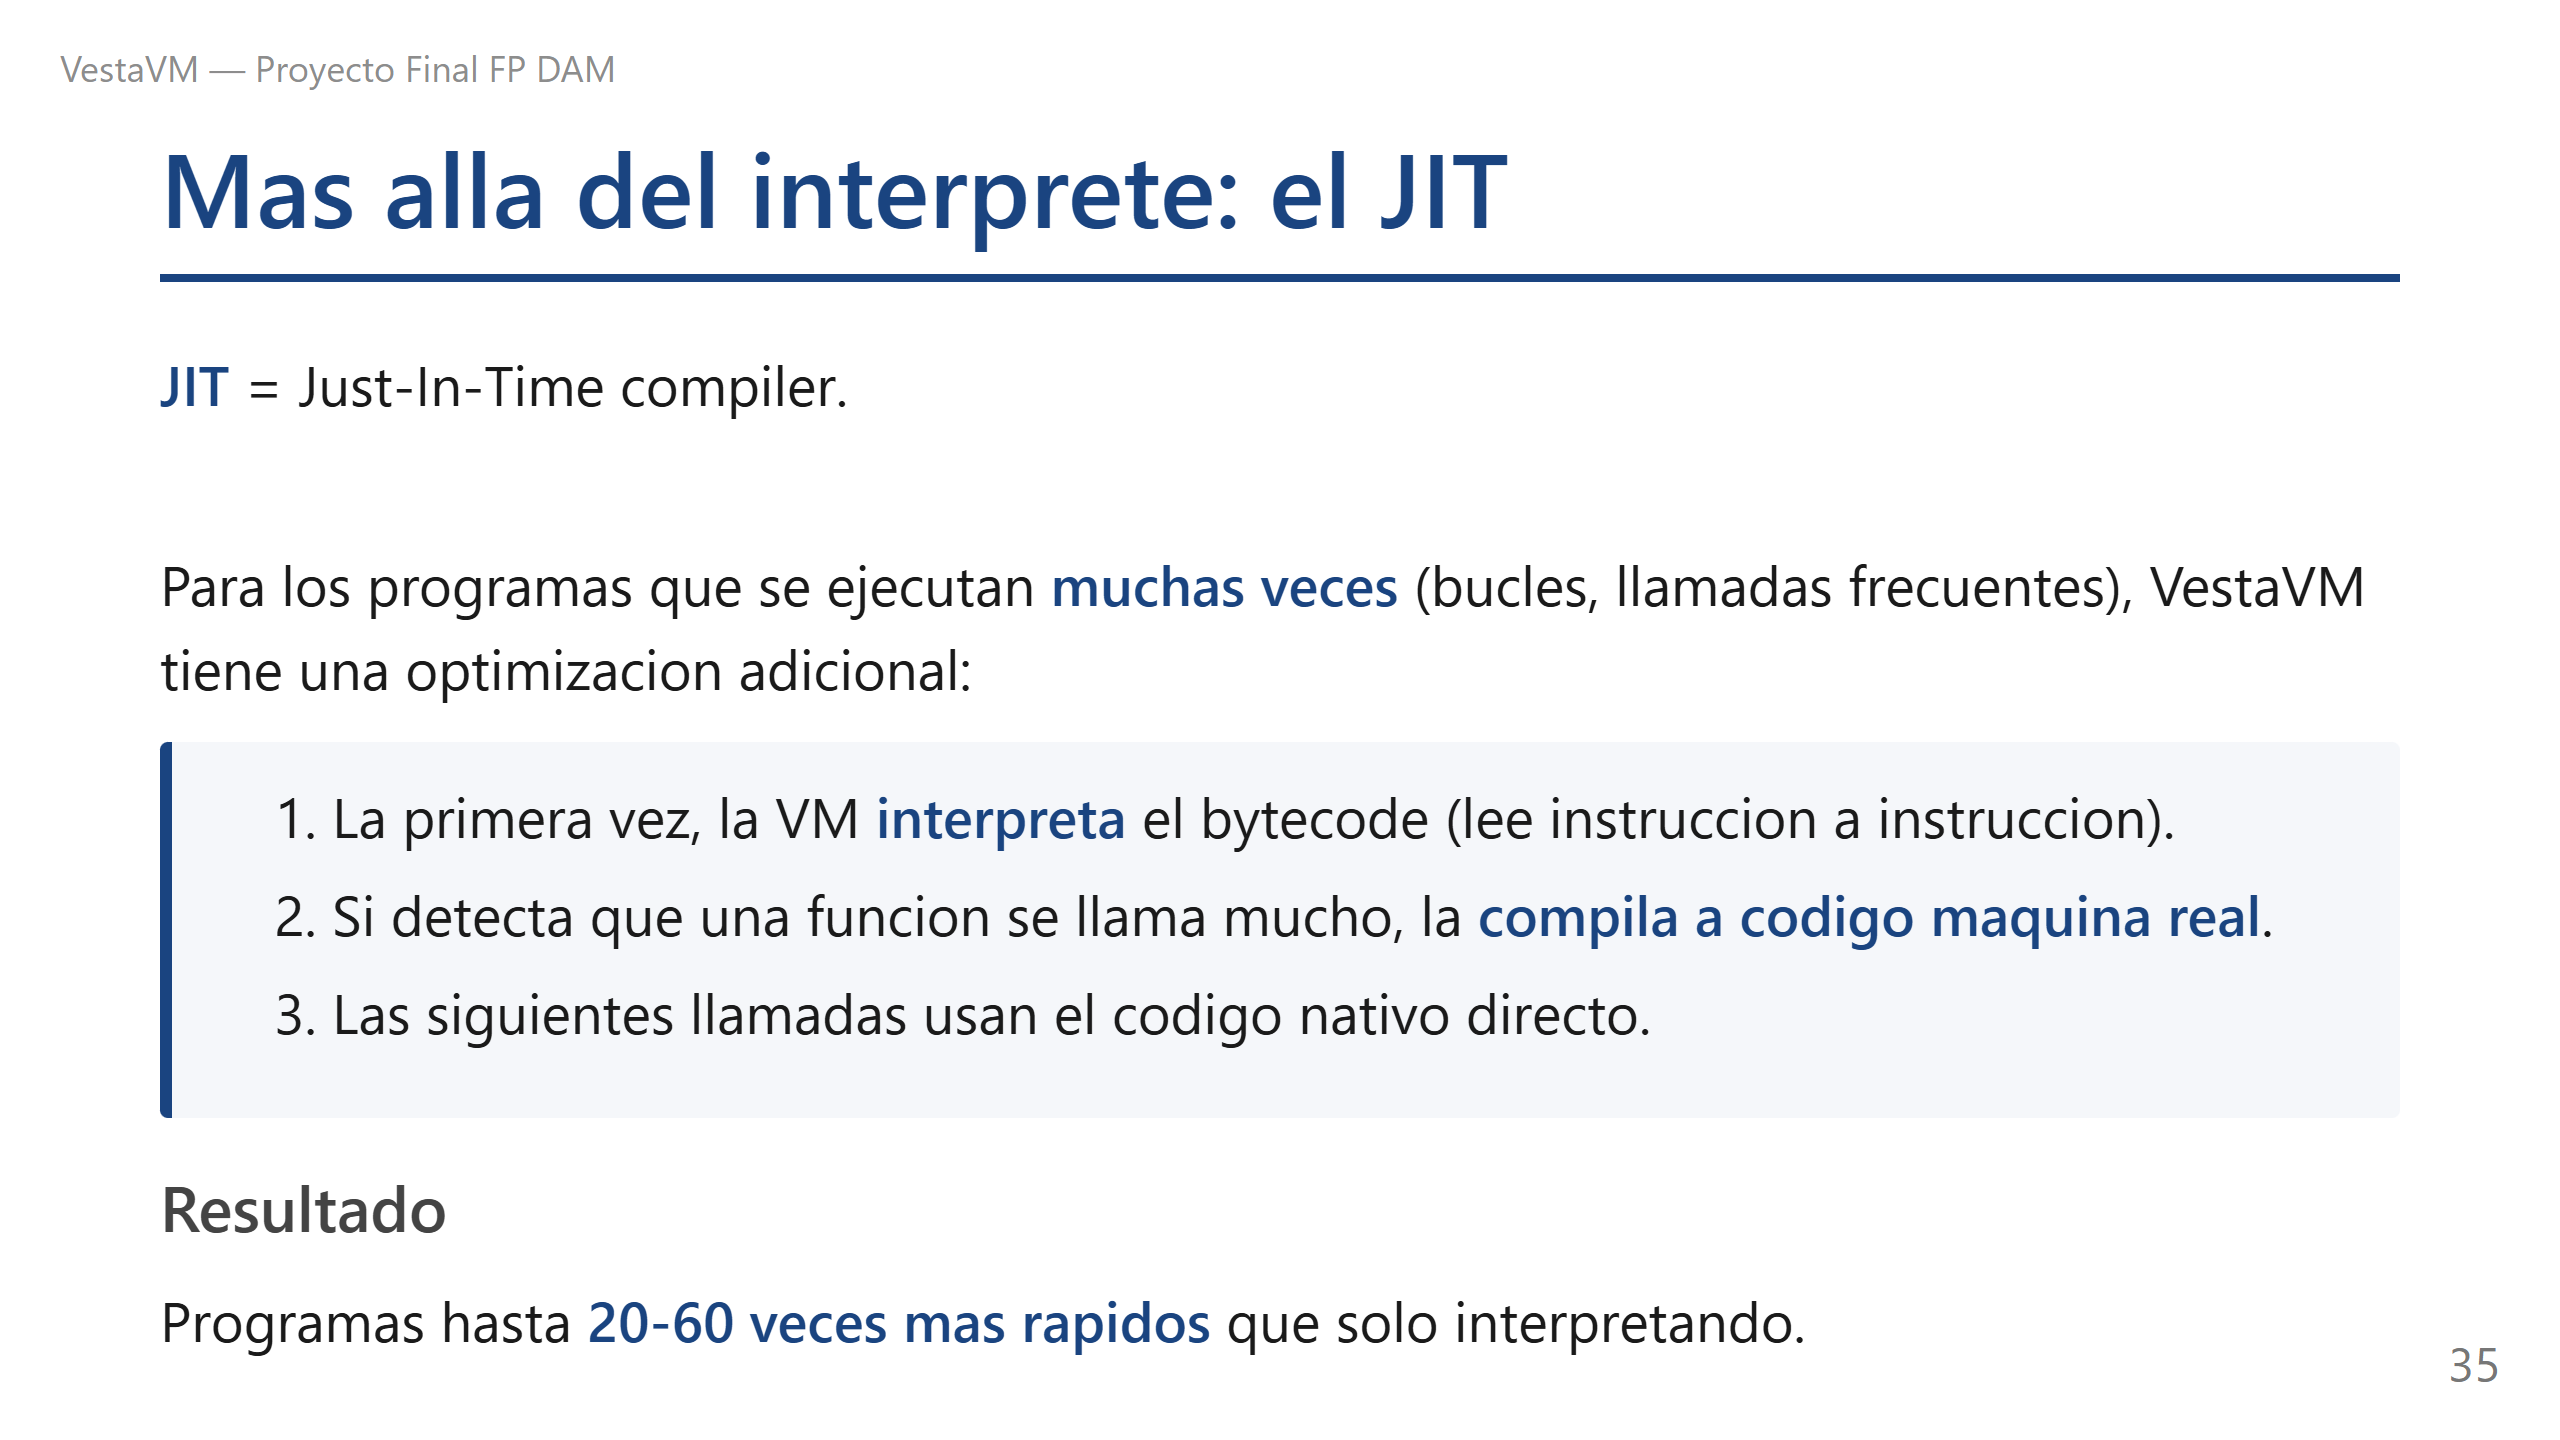 VestaVM — Proyecto Final FP DAM
Mas alla del interprete: el JIT
JIT = Just-In-Time compiler.
Para los programas que se ejecutan muchas veces (bucles, llamadas frecuentes), VestaVM
tiene una optimizacion adicional:
1. La primera vez, la VM interpreta el bytecode (lee instruccion a instruccion).
2. Si detecta que una funcion se llama mucho, la compila a codigo maquina real.
3. Las siguientes llamadas usan el codigo nativo directo.
Resultado
Programas hasta 20-60 veces mas rapidos que solo interpretando.
35